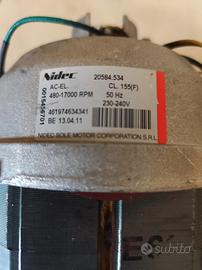 Nidec
20584.534
AC-EL.
CL. 155(F)
480-17000 RPM
50 Hz
461974634341
230-240V
BE 13.04.11
NIDEC SOLE MOTOR CORPORATION S.R.L
subito